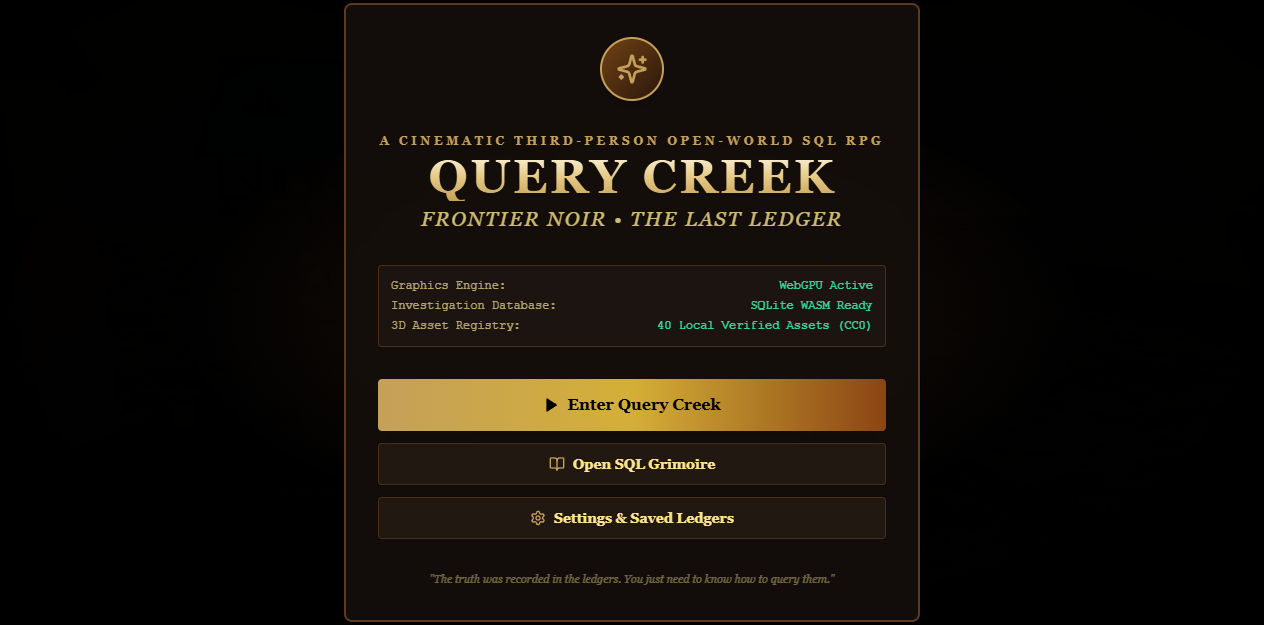 A CINEMATIC THIRD-PERSON OPEN-WORLD SQL RPG
QUERY CREEK
FRONTIER NOIR • THE LAST LEDGER
Graphics Engine: WebGPU Active
Investigation Database: SQLite WASM Ready
3D Asset Registry: 40 Local Verified Assets (CC0)
Enter Query Creek
Open SQL Grimoire
Settings & Saved Ledgers
"The truth was recorded in the ledgers. You just need to know how to query them."